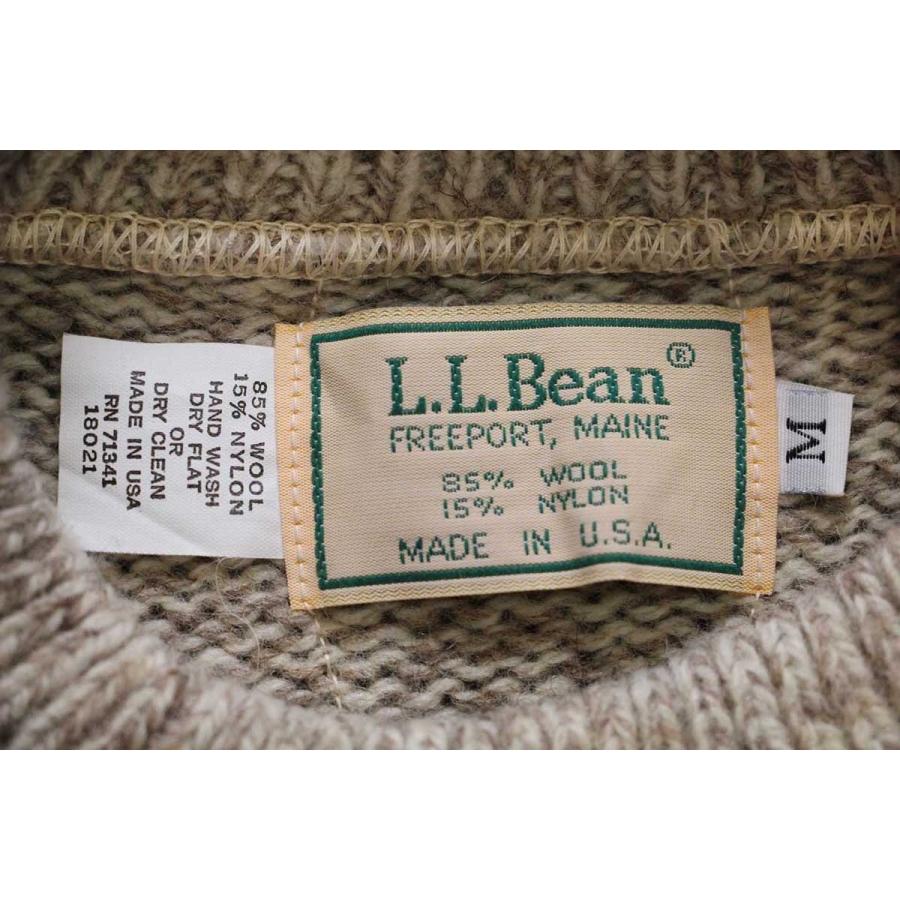 85% WOOL
15% NYLON
HAND WASH
DRY FLAT
OR
DRY CLEAN
MADE IN USA
RN 71341
18021
L.L.Bean®
FREEPORT, MAINE
85% WOOL
15% NYLON
MADE IN U.S.A.
M